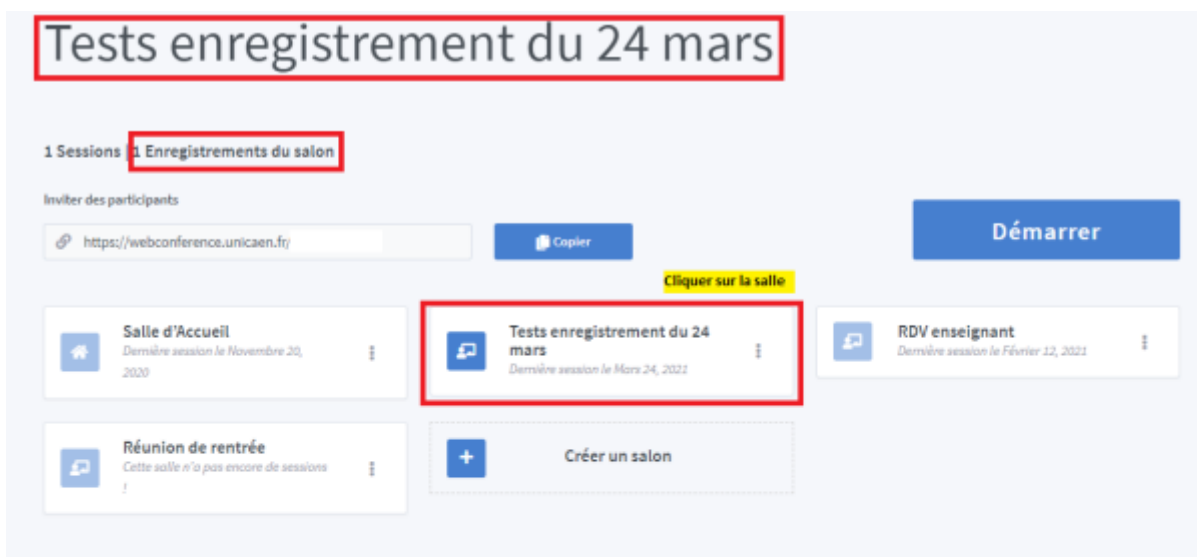 Tests enregistrement du 24 mars
1 Sessions | 1 Enregistrements du salon
Inviter des participants
https://webconference.unicaen.fr/
Copier
Démarrer
Cliquer sur la salle
Salle d'Accueil
Dernière session le Novembre 20,
2020
Tests enregistrement du 24
mars
Dernière session le Mars 24, 2021
RDV enseignant
Dernière session le Février 12, 2021
Réunion de rentrée
Cette salle n'a pas encore de sessions
!
Créer un salon